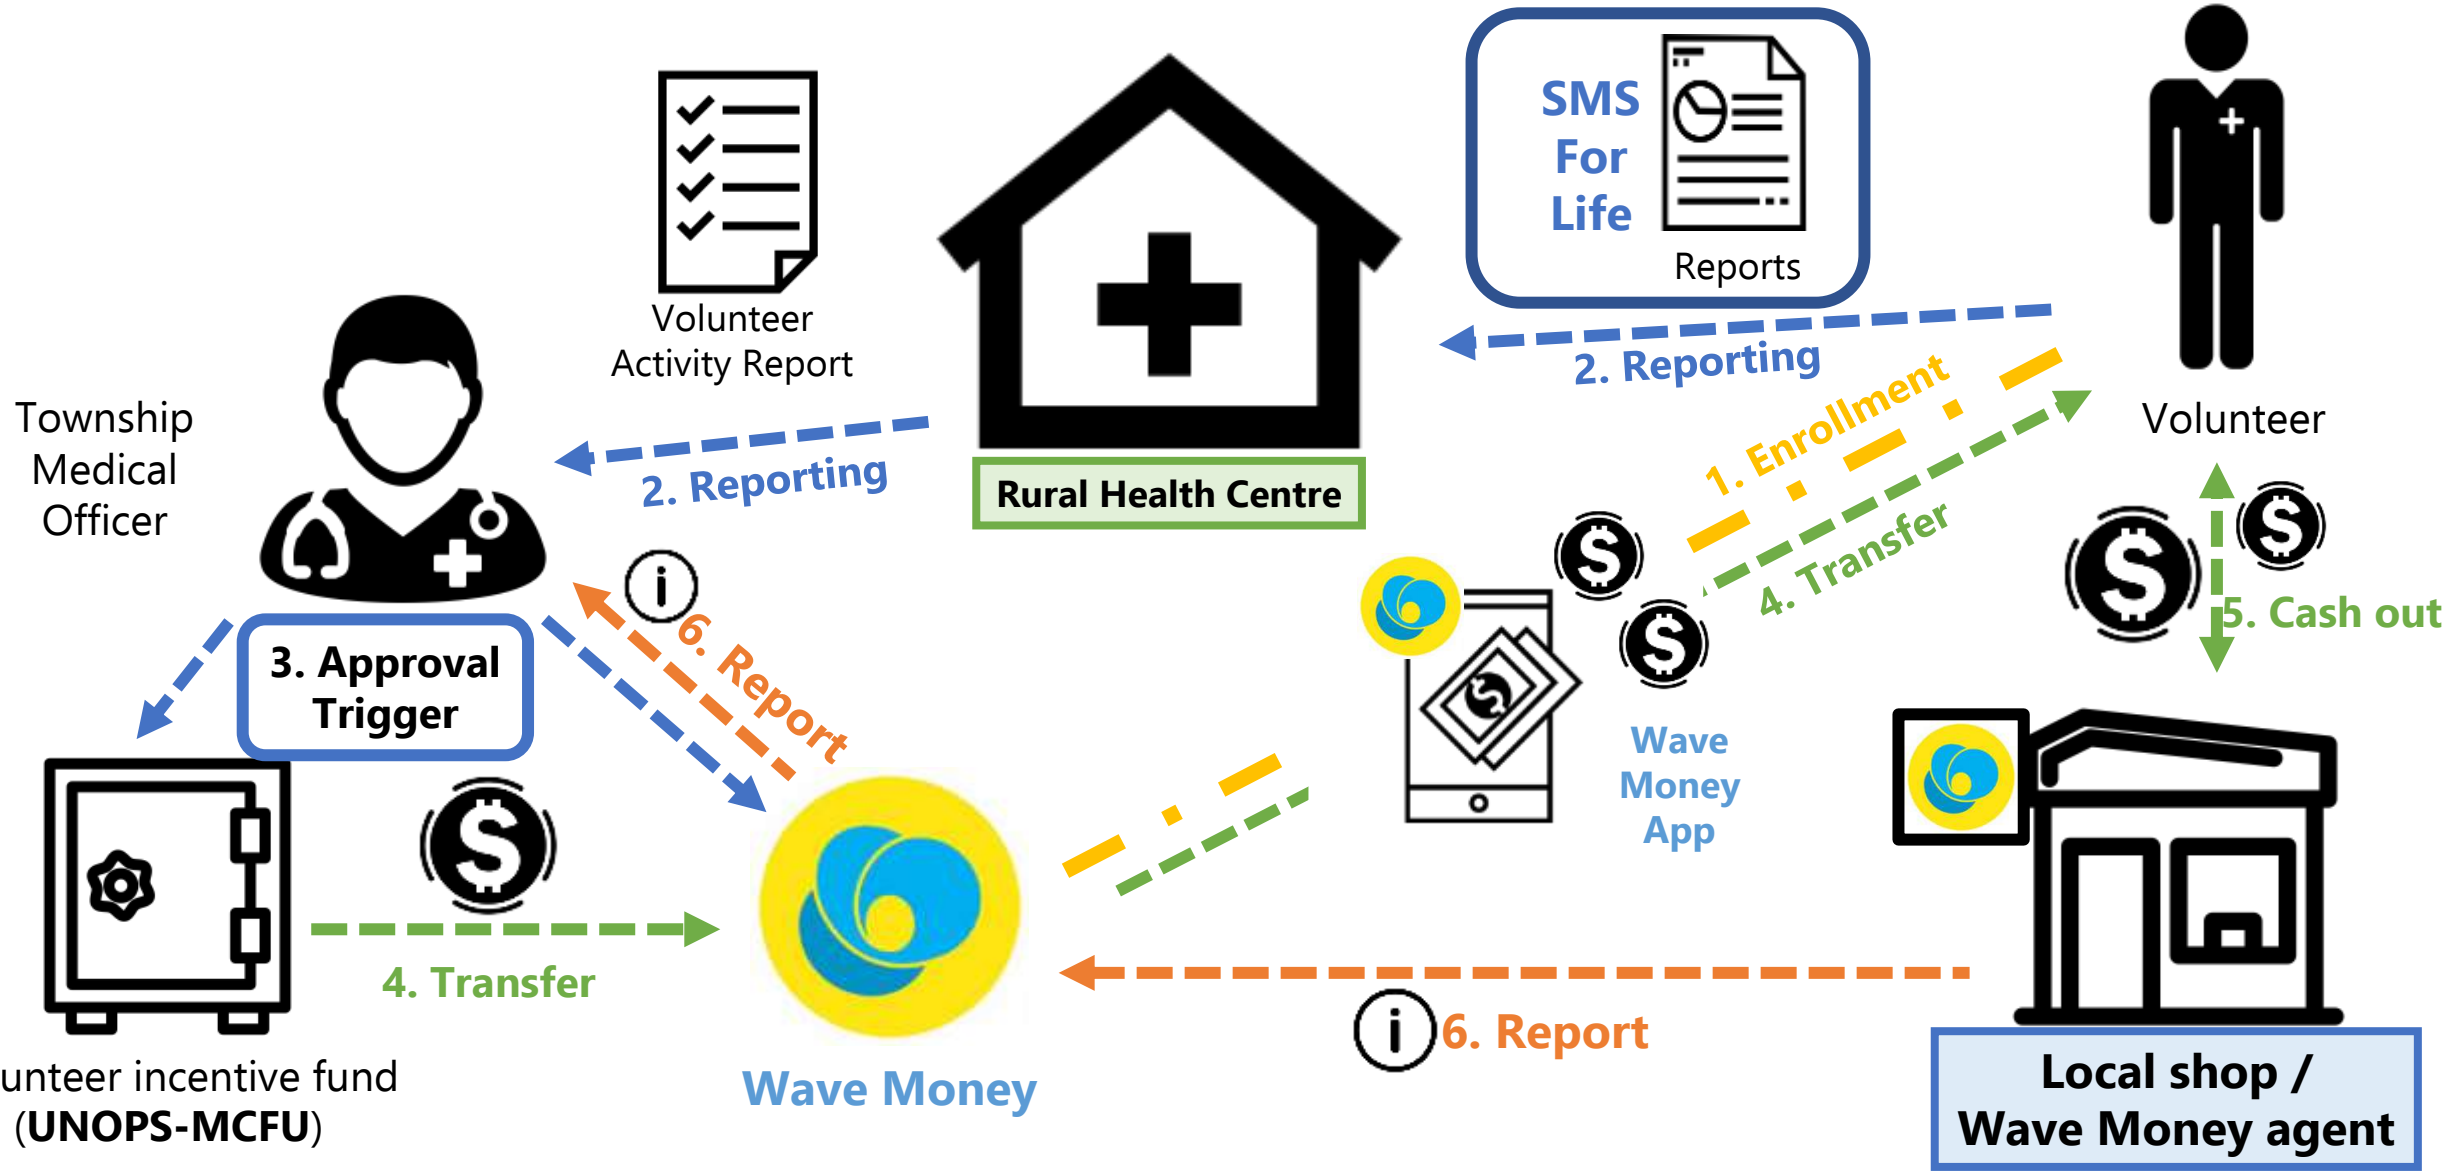 SMS
For
Life
Reports
Volunteer
Activity Report
2. Reporting
1. Enrollment
4. Transfer
Volunteer
Township
Medical
Officer
2. Reporting
Rural Health Centre
5. Cash out
6. Report
3. Approval
Trigger
Wave
Money
App
4. Transfer
6. Report
unteer incentive fund
(UNOPS-MCFU)
Wave Money
Local shop /
Wave Money agent